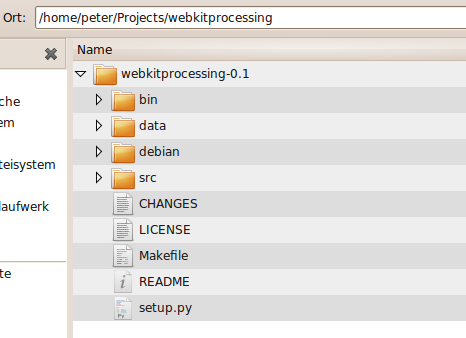 Ort: /home/peter/Projects/webkitprocessing
Name
webkitprocessing-0.1
bin
data
debian
src
CHANGES
LICENSE
Makefile
README
setup.py
che
em
teisystem
laufwerk
te